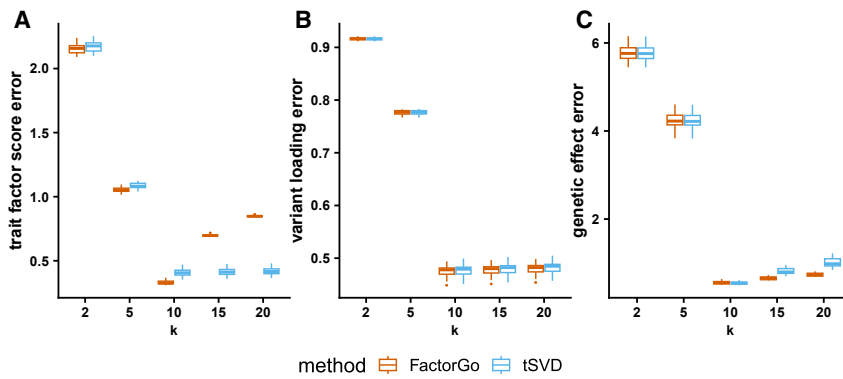 A
trait factor score error
2.0
1.5
1.0
0.5
2 5 10 15 20
k
B
variant loading error
0.9
0.8
0.7
0.6
0.5
2 5 10 15 20
k
C
genetic effect error
6
4
2
2 5 10 15 20
k
method FactorGo tSVD